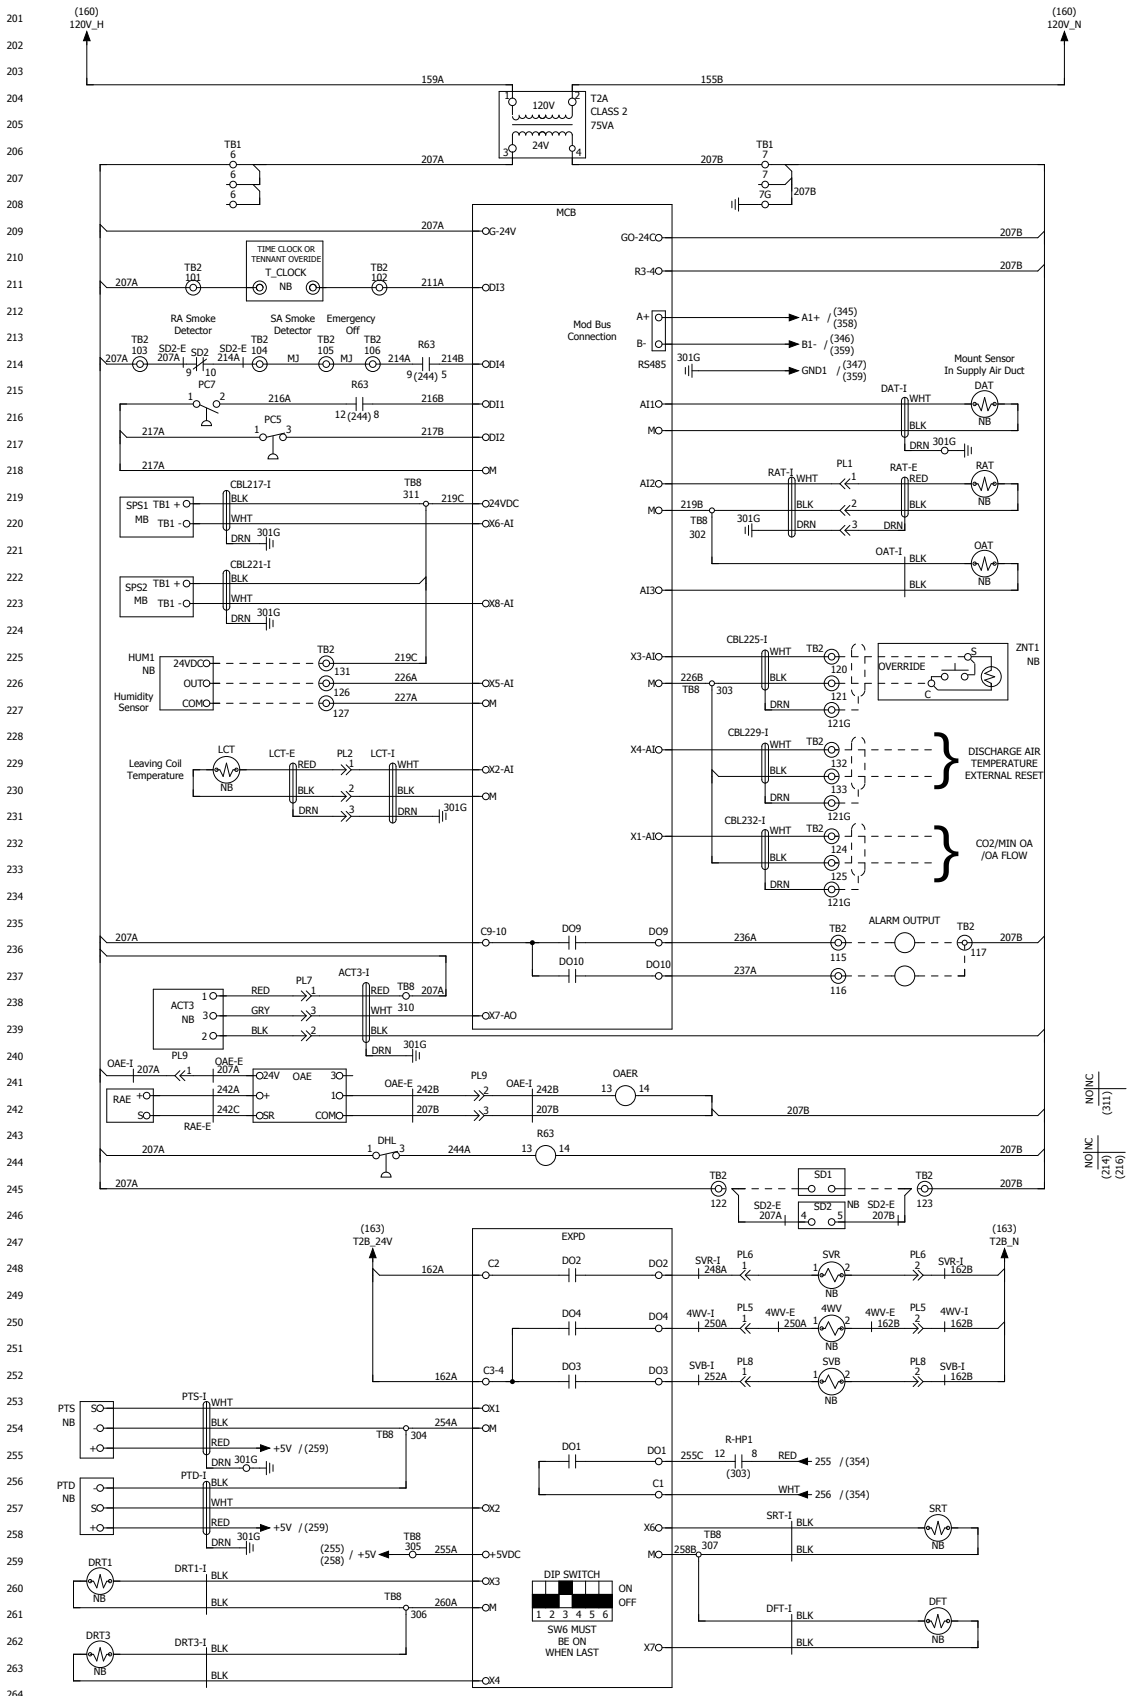 201 (160) (160)
120V_H 120V_N
202
203 159A 155B
204 1 2 T2A
120V CLASS 2
205 75VA
24V
206 TB1 3 4 TB1
6 207A 207B 7
207 6 7 207B
208 6 7G
MCB
209 207A G-24V GO-24C 207B
210 TIME CLOCK OR
TENNANT OVERIDE
TB2 T_CLOCK TB2 R3-4 207B
211 207A 101 NB 102 211A DI3
212 A+ A1+ / (345)
(358)
RA Smoke SA Smoke Emergency Mod Bus
213 Detector Detector Off Connection B- B1- / (346)
(359)
TB2 SD2-E SD2 SD2-E TB2 TB2 TB2 R63 RS485 301G Mount Sensor
214 207A 103 207A 9 10 214A 104 MJ 105 MJ 106 214A 9 (244) 5 214B DI4 GND1 / (347) In Supply Air Duct
(359)
215 PC7 R63 DAT-I DAT
1 2 216A 12 (244) 8 216B DI1 AI1 WHT NB
216 PC5 M BLK
217 217A 1 3 217B DI2 DRN 301G
218 217A M RAT-I PL1 RAT-E RAT
CBL217-I TB8 AI2 WHT 1 RED NB
219 SPS1 TB1 + BLK 311 219C 24VDC M 219B BLK 2 BLK
220 MB TB1 - WHT X6-AI TB8 301G DRN 3 DRN
DRN 301G 302
221 OAT-I OAT
CBL221-I BLK NB
222 SPS2 TB1 + BLK
223 MB TB1 - WHT X8-AI AI3 BLK
DRN 301G
224 CBL225-I
225 HUM1 24VDC TB2 219C X3-AI WHT TB2 S ZNT1
NB 131 120 OVERRIDE NB
226 OUT 226A X5-AI M 226B BLK C
126 TB8 303 121
227 Humidity COM 227A M DRN
Sensor 127 121G
228 CBL229-I
LCT LCT-E PL2 LCT-I X4-AI WHT TB2 DISCHARGE AIR
229 Leaving Coil RED 1 WHT X2-AI 132 TEMPERATURE
Temperature NB BLK EXTERNAL RESET
230 BLK 2 BLK M 133
231 DRN 3 DRN 301G DRN 121G
CBL232-I
232 X1-AI WHT TB2 CO2/MIN OA
124 /OA FLOW
233 BLK
125
234 DRN
121G
235 ALARM OUTPUT
207A C9-10 DO9 DO9 236A TB2 TB2 207B
236 115 117
DO10 DO10 237A
237 PL7 ACT3-I 116
1 RED 1 RED TB8 207A
238 ACT3 3 GRY 3 WHT 310 X7-AO
239 NB 2 BLK 2 BLK
240 DRN 301G
OAE-I PL9 OAE-E
241 207A 1 207A 24V OAE 3 OAE-E PL9 OAE-I OAER NO NC
RAE + 242A + 1 242B 2 242B 13 14 (311)
242 S 242C SR COM 207B 3 207B 207B
RAE-E
243 DHL R63
244 207A 1 3 244A 13 14 207B NO NC
(214)
(216)
245 207A TB2 SD1 TB2 207B
122 NB 123
246 SD2-E SD2 SD2-E
(163) 207A 4 5 207B (163)
247 T2B_24V EXPD T2B_N
248 162A C2 DO2 DO2 SVR-I PL6 SVR PL6 SVR-I
248A 1 1 2 2 162B
249 NB
250 DO4 DO4 4WV-I PL5 4WV-E 4WV 4WV-E PL5 4WV-I
250A 1 250A 1 2 162B 2 162B
251 NB
252 162A C3-4 DO3 DO3 SVB-I PL8 SVB PL8 SVB-I
252A 1 1 2 2 162B
253 PTS S PTS-I WHT X1 NB
254 NB - BLK 254A M
TB8 304
255 + RED +5V / (259) DO1 DO1 255C R-HP1 RED 255 / (354)
DRN 301G 12 8
256 PTD - PTD-I BLK (303)
257 NB S WHT X2 C1 WHT 256 / (354)
258 + RED +5V / (259) X6 SRT-I BLK SRT
DRN 301G (255) TB8 TB8 NB
259 (258) / +5V 305 255A +5VDC M 258B 307 BLK
DRT1 DRT1-I BLK X3 DIP SWITCH
260 NB TB8 ON
261 BLK 306 260A M OFF DFT-I BLK DFT
1 2 3 4 5 6 NB
262 DRT3 DRT3-I BLK SW6 MUST
BE ON X7 BLK
263 NB BLK X4 WHEN LAST
264